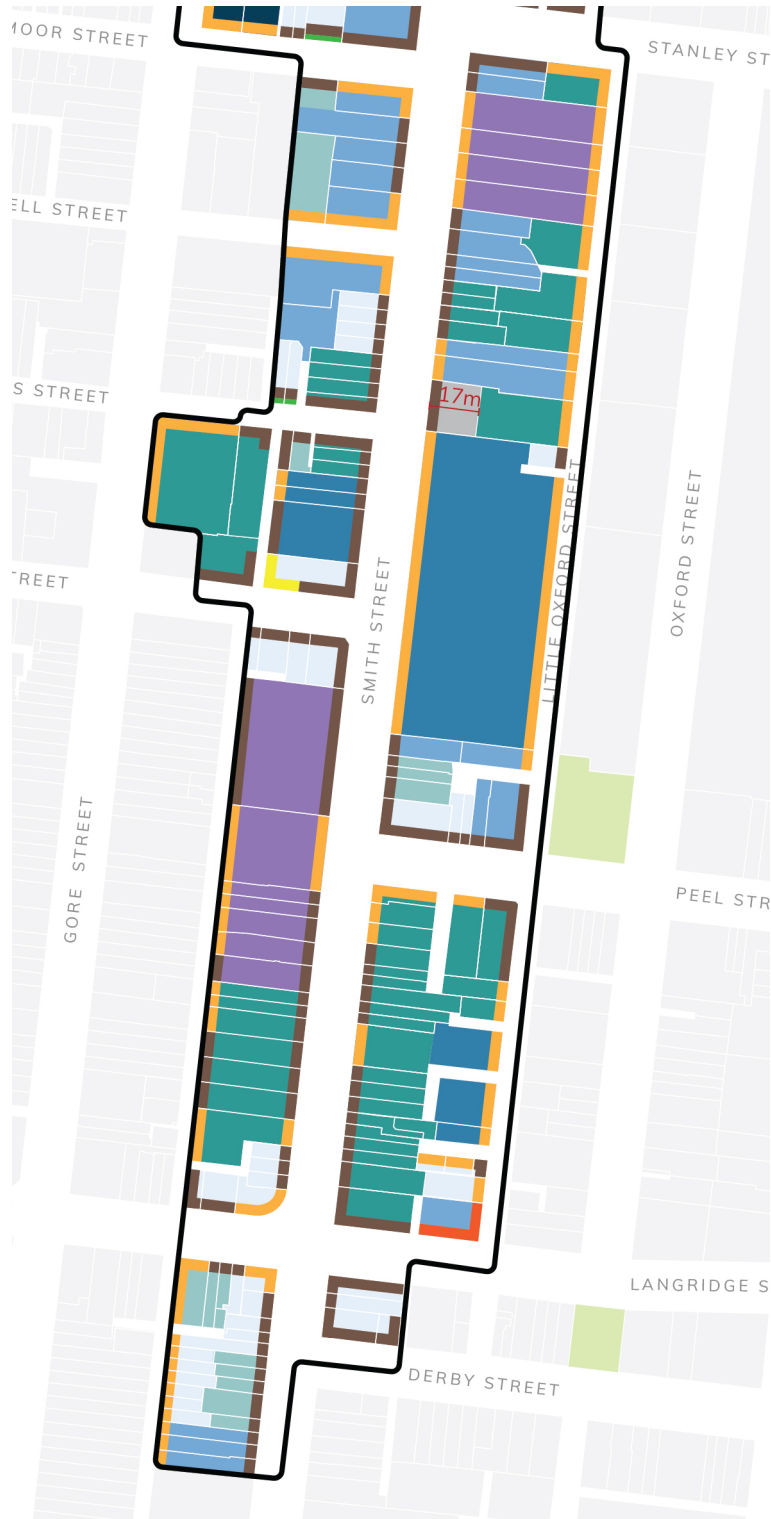 MOOR STREET
STANLEY ST
ELL STREET
S STREET
17m
TREET
SMITH STREET
LITTLE OXFORD STREET
OXFORD STREET
GORE STREET
PEEL STR
LANGRIDGE S
DERBY STREET